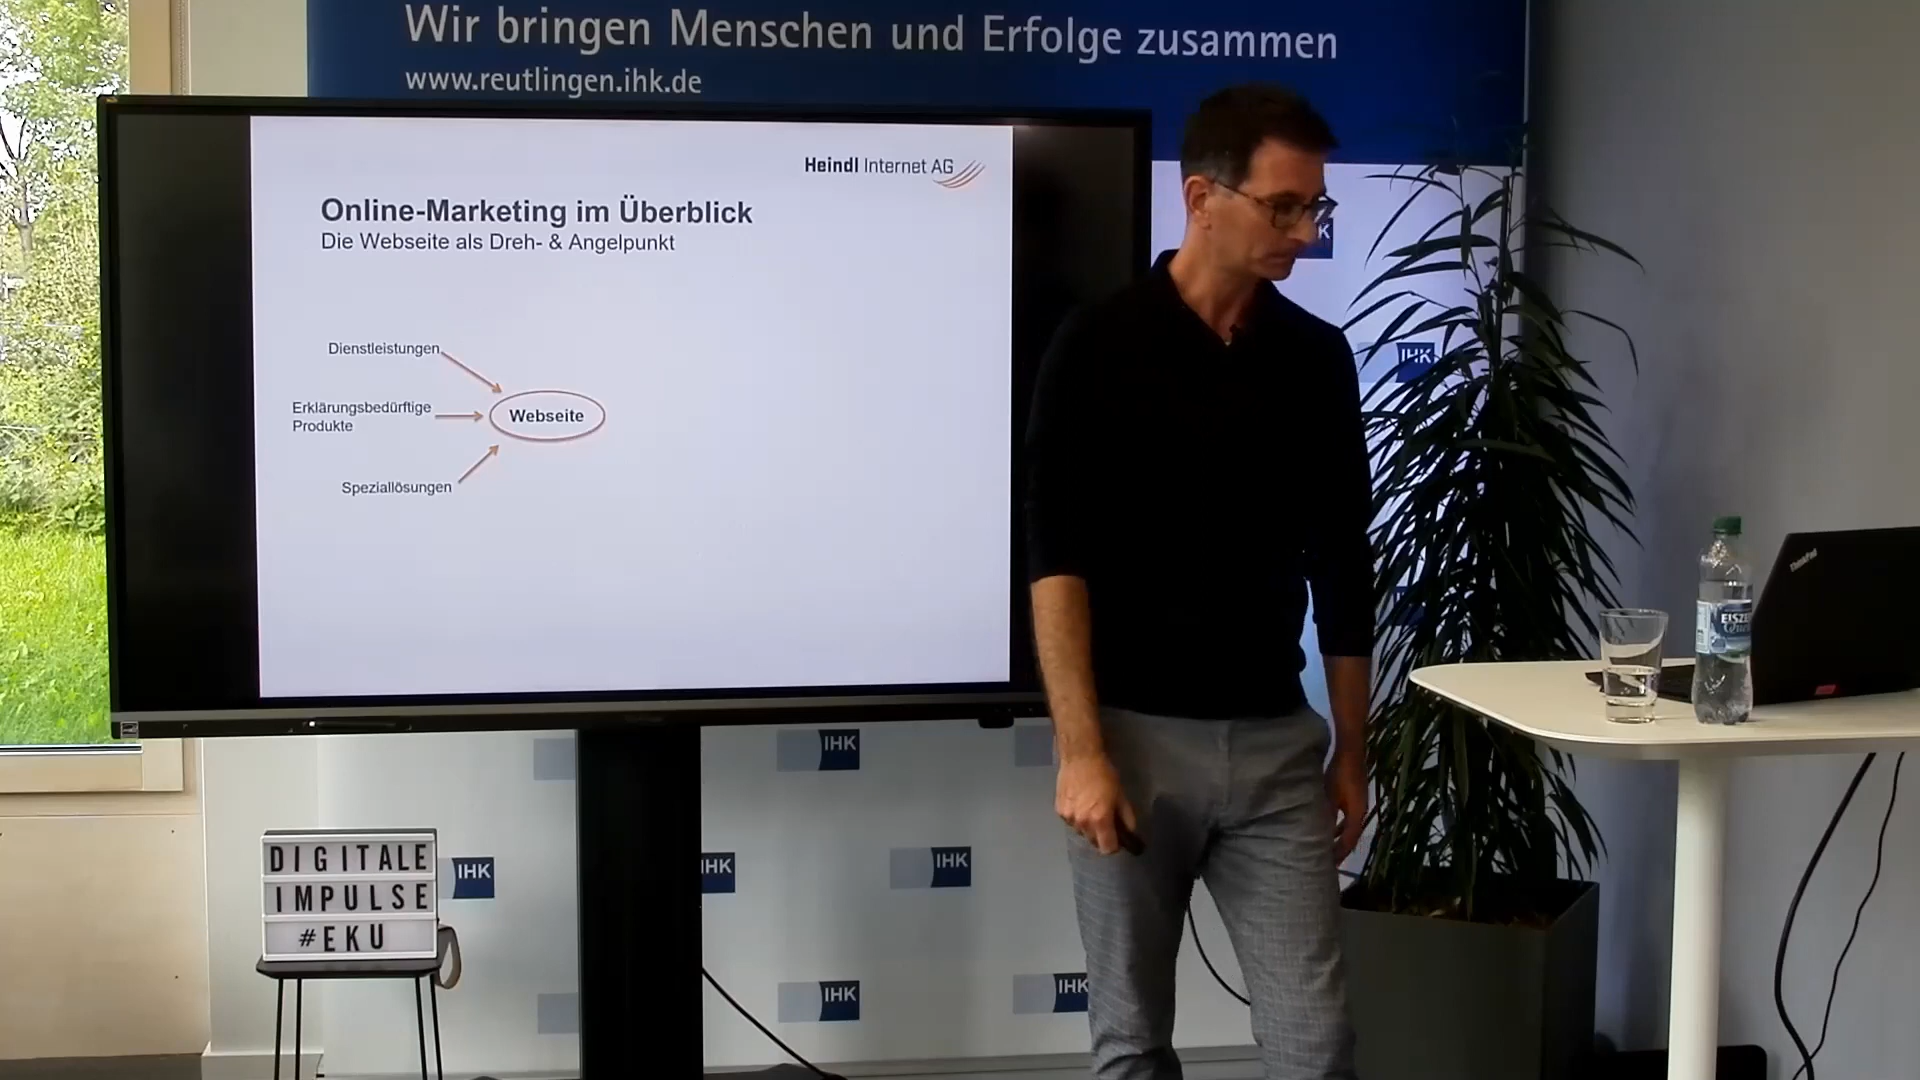 Wir bringen Menschen und Erfolge zusammen
www.reutlingen.ihk.de
Heindl Internet AG
Online-Marketing im Überblick
Die Webseite als Dreh- & Angelpunkt
Dienstleistungen
Erklärungsbedürftige
Produkte
Webseite
Speziallösungen
IHK
ThinkPad
IHK
DIGITALE
IMPULSE
#EKU
IHK
IHK
IHK
IHK
IHK